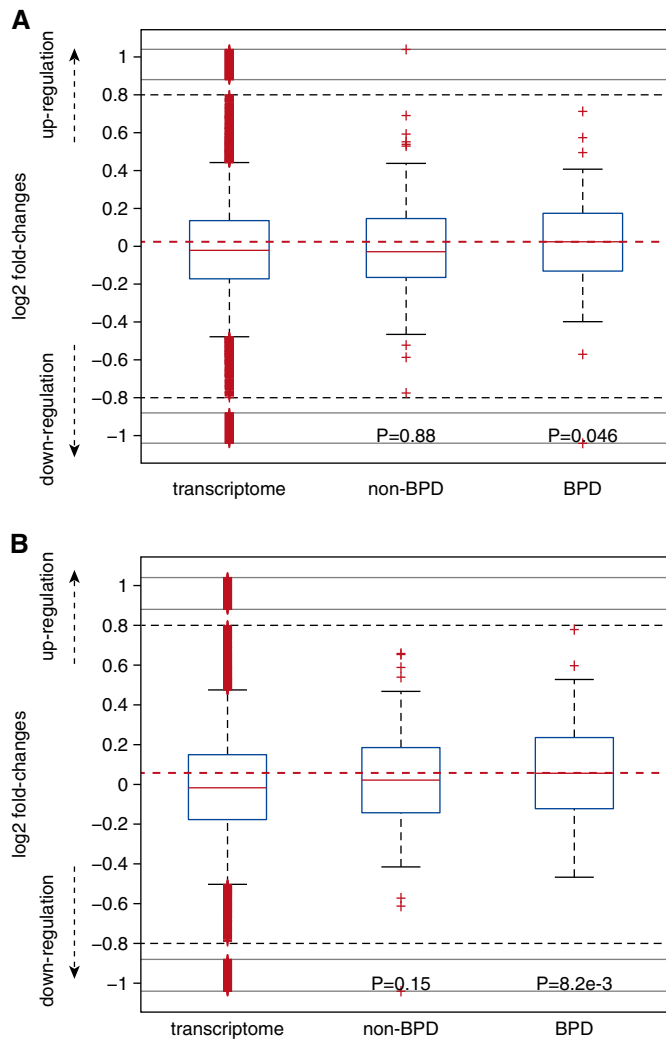 A
up-regulation
log2 fold-changes
down-regulation
1
0.8
0.6
0.4
0.2
0
−0.2
−0.4
−0.6
−0.8
−1
P=0.88
P=0.046
transcriptome
non-BPD
BPD
B
up-regulation
log2 fold-changes
down-regulation
1
0.8
0.6
0.4
0.2
0
−0.2
−0.4
−0.6
−0.8
−1
P=0.15
P=8.2e-3
transcriptome
non-BPD
BPD